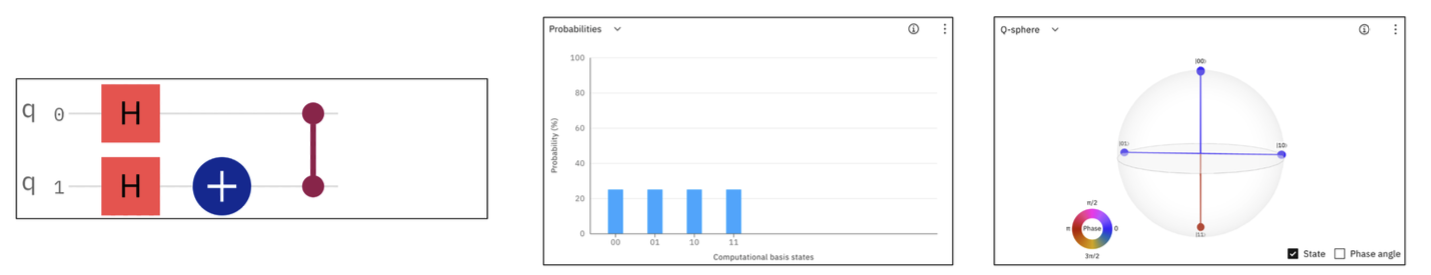 q 0 H
q 1 H
Probabilities
Probability (%)
100
80
60
40
20
0
00 01 10 11
Computational basis states
Q-sphere
|00⟩
|01⟩
|10⟩
|11⟩
π/2
π Phase 0
3π/2
State Phase angle